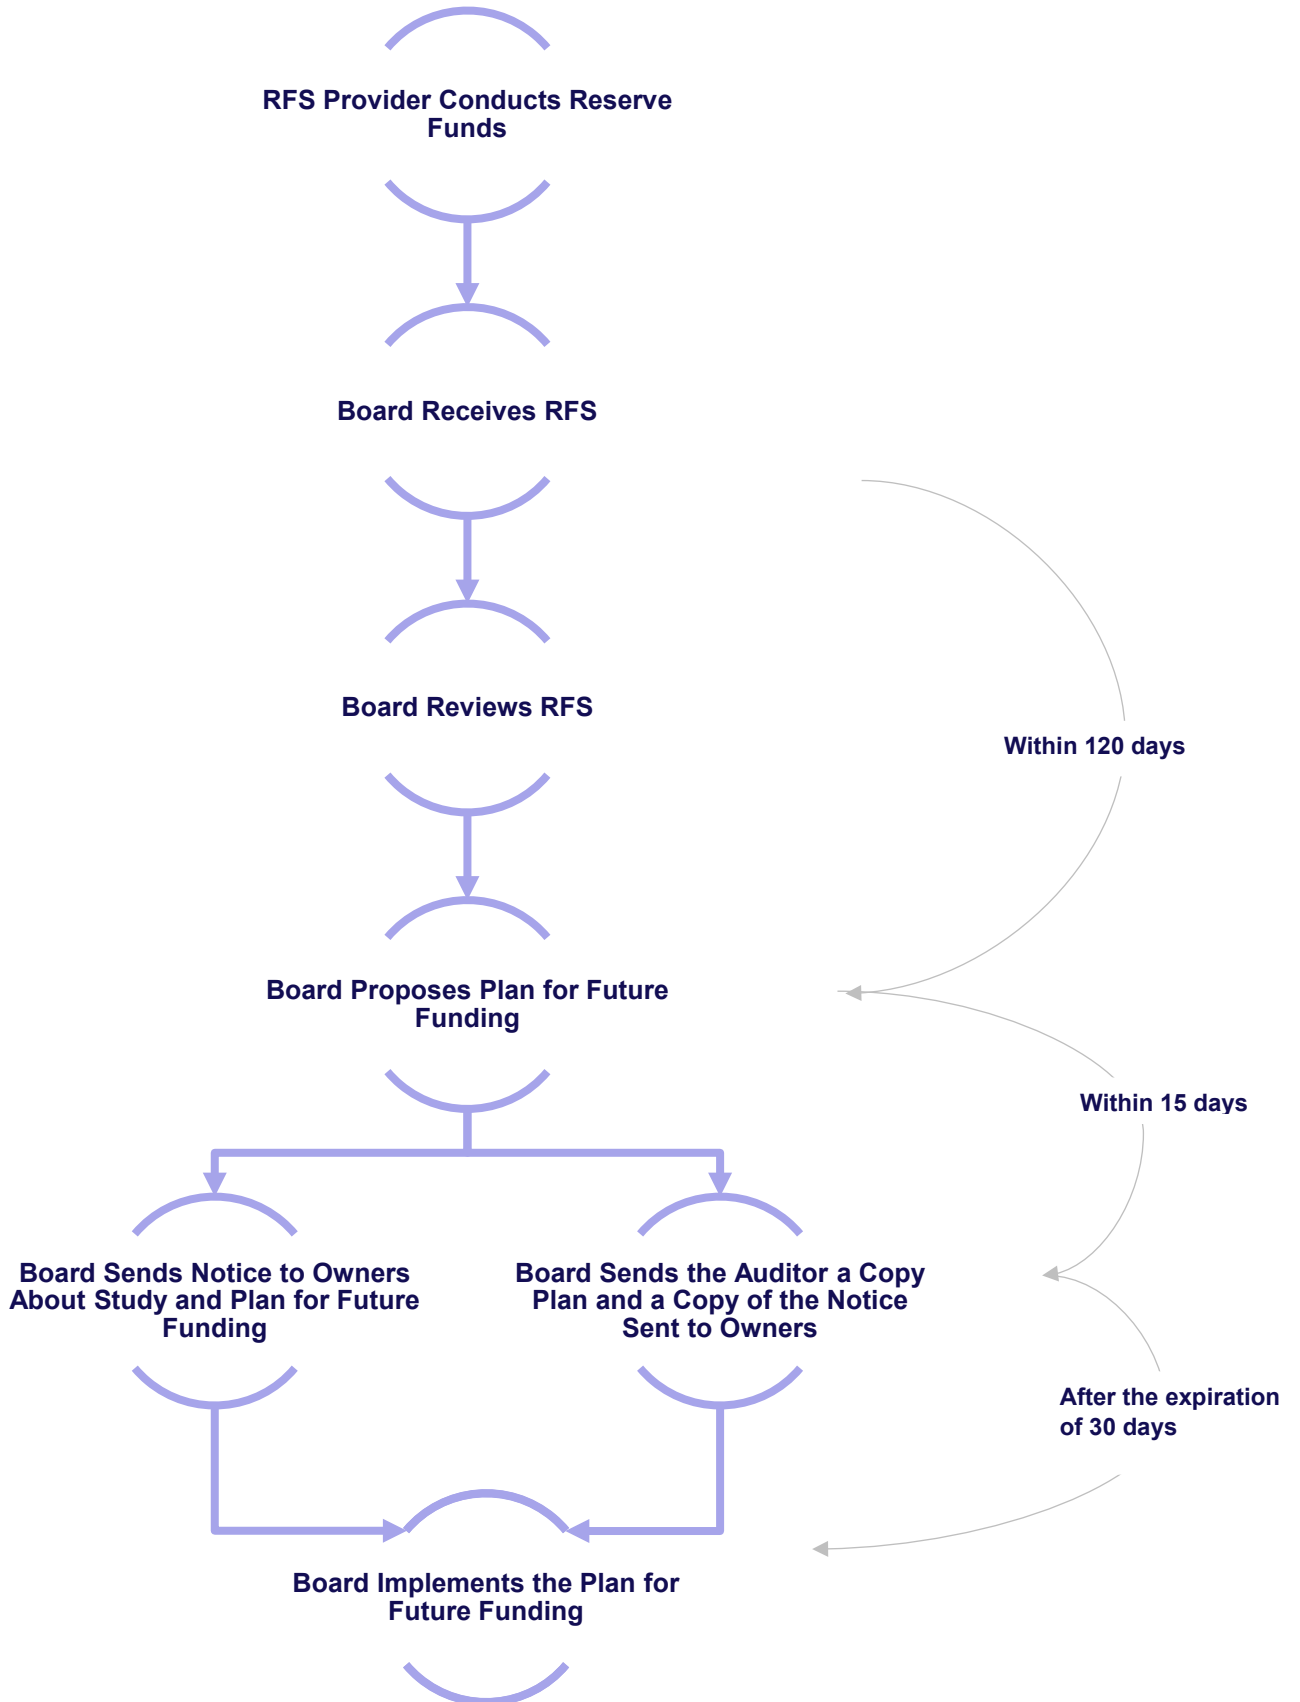 RFS Provider Conducts Reserve
Funds
Board Receives RFS
Board Reviews RFS
Within 120 days
Board Proposes Plan for Future
Funding
Within 15 days
Board Sends Notice to Owners
About Study and Plan for Future
Funding
Board Sends the Auditor a Copy
Plan and a Copy of the Notice
Sent to Owners
After the expiration
of 30 days
Board Implements the Plan for
Future Funding